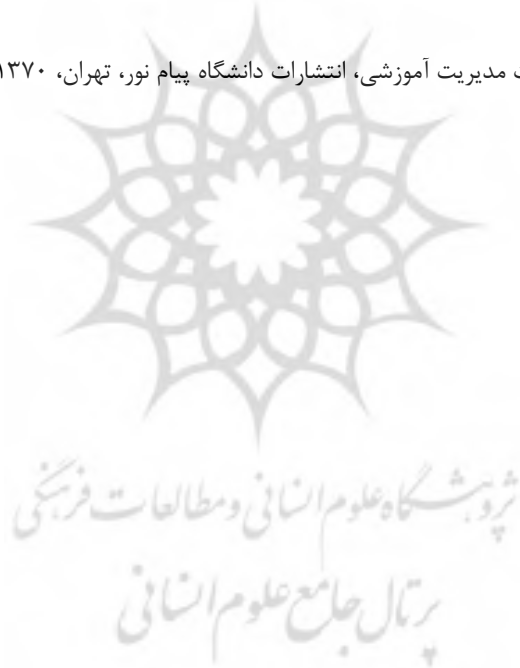 مدیریت آموزشی، انتشارات دانشگاه پیام نور، تهران، ۱۳۷۰
پژوهشگاه علوم انسانی و مطالعات فرهنگی
پرتال جامع علوم انسانی